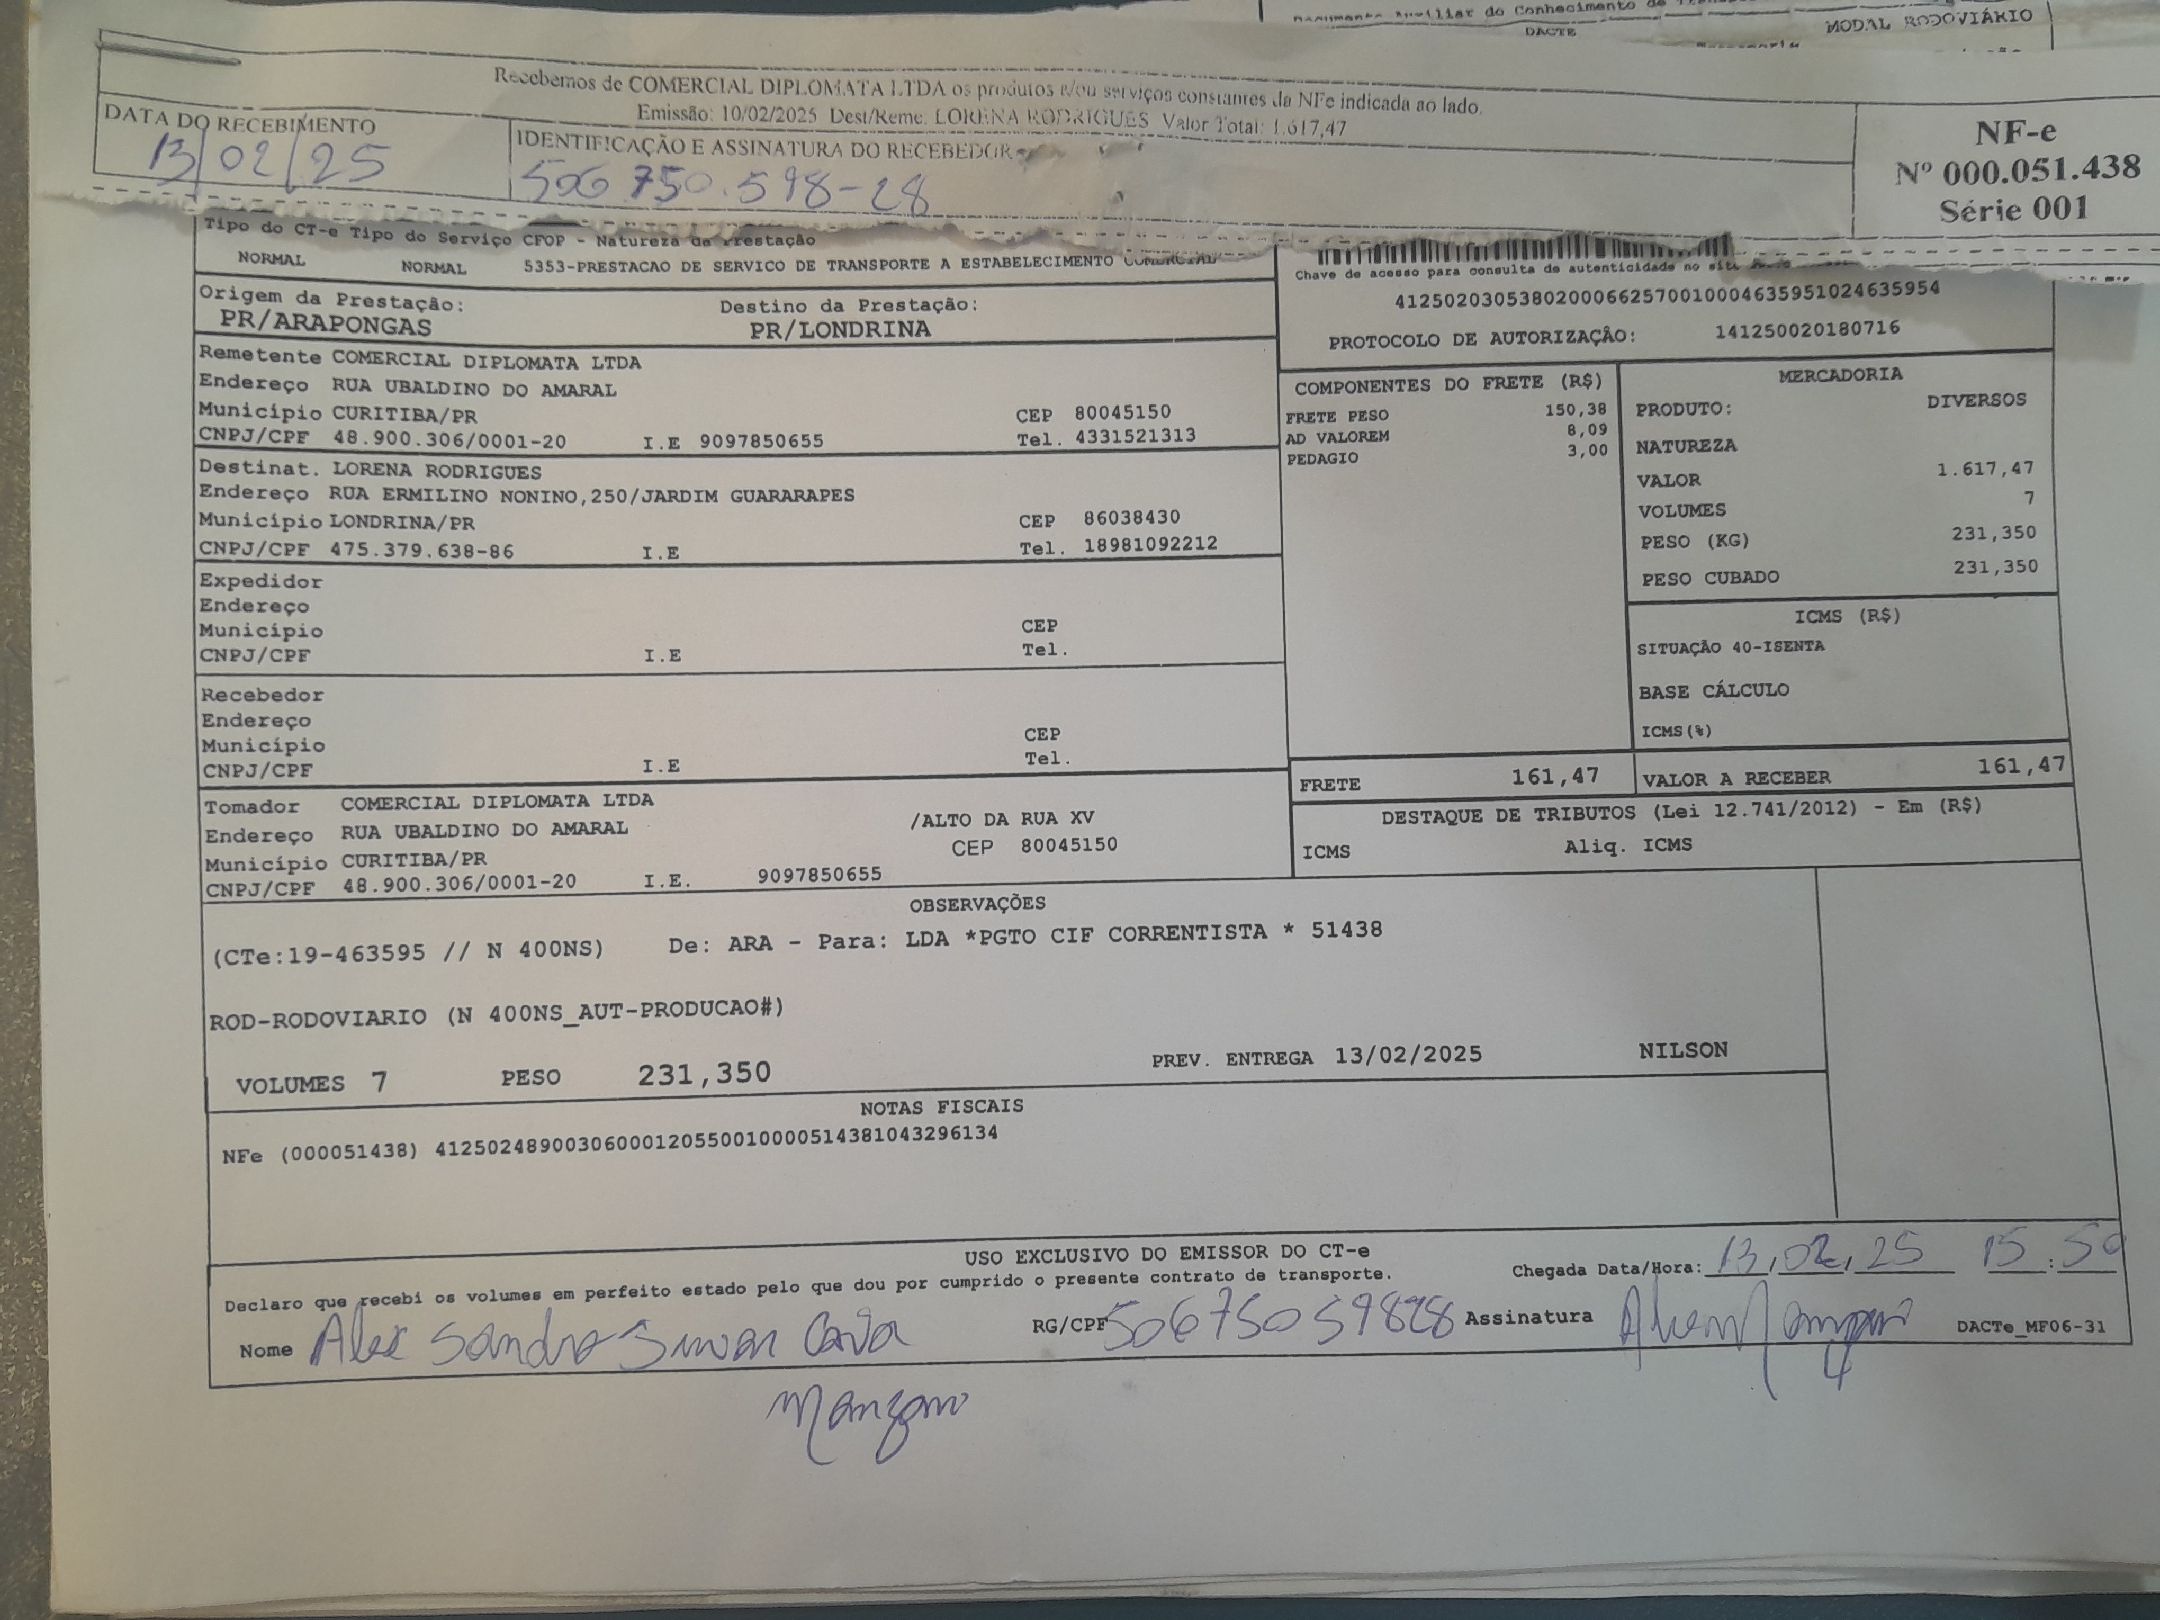 Documento Auxiliar do Conhecimento de
DACTE
MODAL RODOVIÁRIO
Recebemos de COMERCIAL DIPLOMATA LTDA os produtos e/ou serviços constantes da NFe indicada ao lado.
Emissão: 10/02/2025 Dest/Reme: LORENA RODRIGUES Valor Total: 1.617,47
DATA DO RECEBIMENTO
13/02/25
IDENTIFICAÇÃO E ASSINATURA DO RECEBEDOR
506 750.598-28
NF-e
Nº 000.051.438
Série 001
Tipo do CT-e Tipo do Serviço CFOP - Natureza da Prestação
NORMAL NORMAL 5353-PRESTACAO DE SERVICO DE TRANSPORTE A ESTABELECIMENTO COMERCIAL
Chave de acesso para consulta de autenticidade no site
41250203053802000662570010004635951024635954
PROTOCOLO DE AUTORIZAÇÃO: 141250020180716
Origem da Prestação: Destino da Prestação:
PR/ARAPONGAS PR/LONDRINA
Remetente COMERCIAL DIPLOMATA LTDA
Endereço RUA UBALDINO DO AMARAL
Município CURITIBA/PR CEP 80045150
CNPJ/CPF 48.900.306/0001-20 I.E 9097850655 Tel. 4331521313
Destinat. LORENA RODRIGUES
Endereço RUA ERMILINO NONINO,250/JARDIM GUARARAPES
Município LONDRINA/PR CEP 86038430
CNPJ/CPF 475.379.638-86 I.E Tel. 18981092212
Expedidor
Endereço
Município CEP
CNPJ/CPF I.E Tel.
Recebedor
Endereço
Município CEP
CNPJ/CPF I.E Tel.
Tomador COMERCIAL DIPLOMATA LTDA
Endereço RUA UBALDINO DO AMARAL /ALTO DA RUA XV
Município CURITIBA/PR CEP 80045150
CNPJ/CPF 48.900.306/0001-20 I.E. 9097850655
COMPONENTES DO FRETE (R$)
FRETE PESO 150,38
AD VALOREM 8,09
PEDAGIO 3,00
MERCADORIA
PRODUTO: DIVERSOS
NATUREZA
VALOR 1.617,47
VOLUMES 7
PESO (KG) 231,350
PESO CUBADO 231,350
ICMS (R$)
SITUAÇÃO 40-ISENTA
BASE CÁLCULO
ICMS(%)
FRETE 161,47 VALOR A RECEBER 161,47
DESTAQUE DE TRIBUTOS (Lei 12.741/2012) - Em (R$)
ICMS Aliq. ICMS
OBSERVAÇÕES
(CTe:19-463595 // N 400NS) De: ARA - Para: LDA *PGTO CIF CORRENTISTA * 51438
ROD-RODOVIARIO (N 400NS_AUT-PRODUCAO#)
VOLUMES 7 PESO 231,350 PREV. ENTREGA 13/02/2025 NILSON
NOTAS FISCAIS
NFe (000051438) 41250248900306000120550010000514381043296134
USO EXCLUSIVO DO EMISSOR DO CT-e
Declaro que recebi os volumes em perfeito estado pelo que dou por cumprido o presente contrato de transporte.
Chegada Data/Hora: 13,02,25 15:50
Nome Alex Sandro
RG/CPF 50675059828 Assinatura
DACTe_MF06-31
Manzano